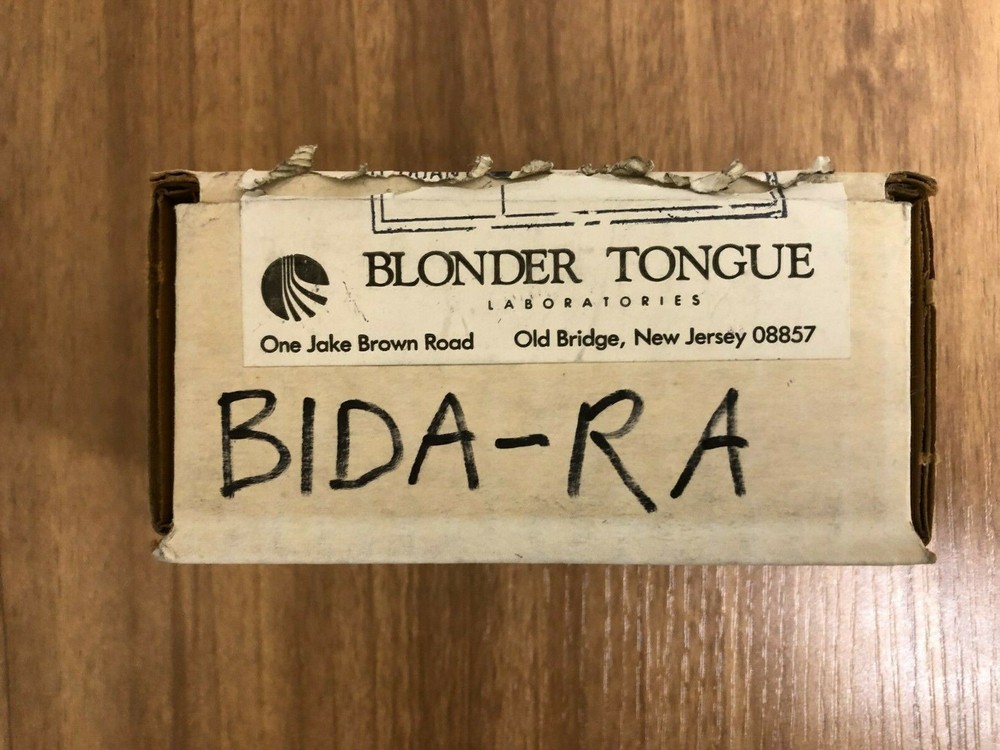 BLONDER TONGUE
LABORATORIES
One Jake Brown Road Old Bridge, New Jersey 08857
BIDA-RA